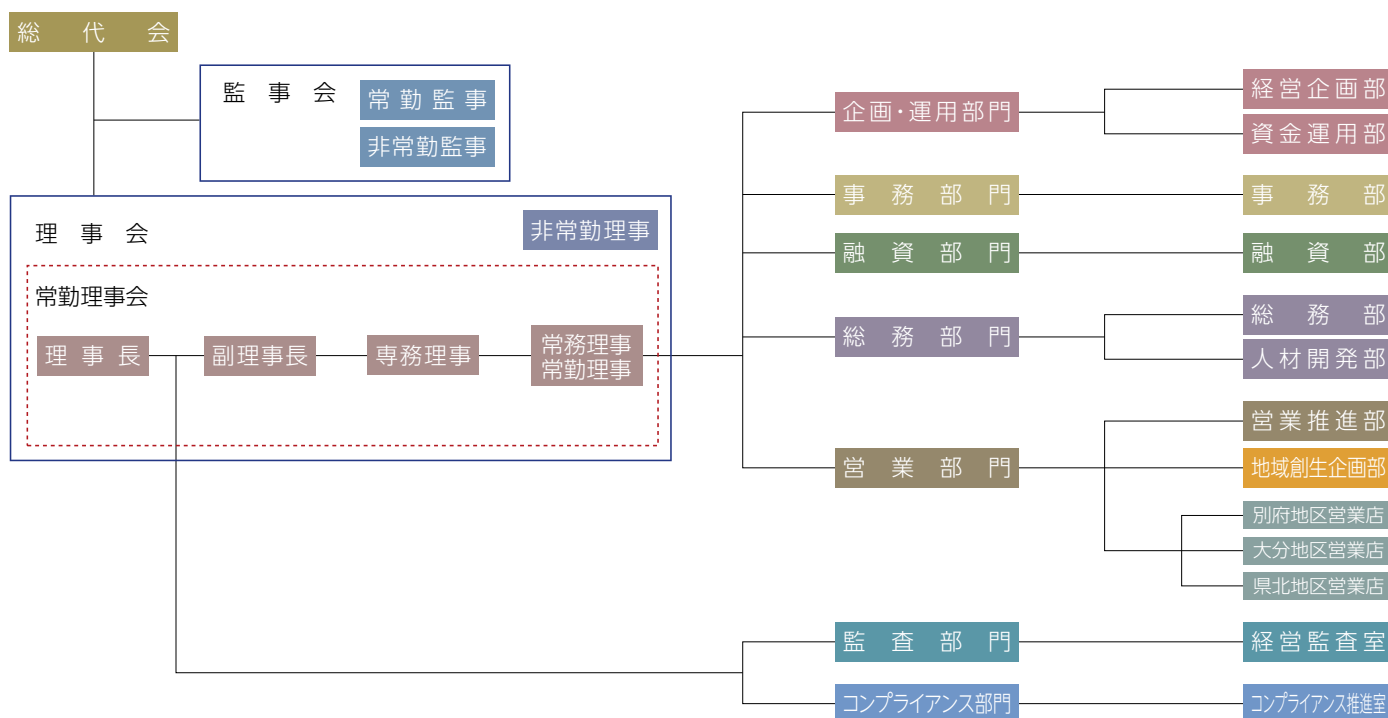 総代会
監事会
常勤監事
非常勤監事
理事会
非常勤理事
常勤理事会
理事長
副理事長
専務理事
常務理事
常勤理事
企画・運用部門
経営企画部
資金運用部
事務部門
事務部
融資部門
融資部
総務部門
総務部
人材開発部
営業部門
営業推進部
地域創生企画部
別府地区営業店
大分地区営業店
県北地区営業店
監査部門
経営監査室
コンプライアンス部門
コンプライアンス推進室